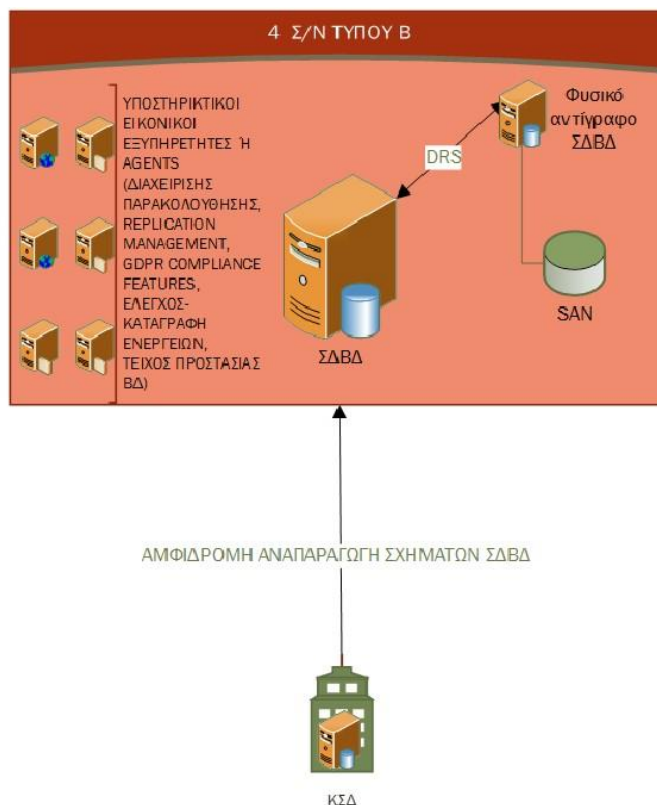 4 Σ/Ν ΤΥΠΟΥ Β
ΥΠΟΣΤΗΡΙΚΤΙΚΟΙ
ΕΙΚΟΝΙΚΟΙ
ΕΞΥΠΗΡΕΤΗΤΕΣ Ή
AGENTS
(ΔΙΑΧΕΙΡΙΣΗΣ
ΠΑΡΑΚΟΛΟΥΘΗΣΗΣ,
REPLICATION
MANAGEMENT,
GDPR COMPLIANCE
FEATURES,
ΕΛΕΓΧΟΣ-
ΚΑΤΑΓΡΑΦΗ
ΕΝΕΡΓΕΙΩΝ,
ΤΕΙΧΟΣ ΠΡΟΣΤΑΣΙΑΣ
ΒΔ)
ΣΔΒΔ
DRS
Φυσικό
αντίγραφο
ΣΔΒΔ
SAN
ΑΜΦΙΔΡΟΜΗ ΑΝΑΠΑΡΑΓΩΓΗ ΣΧΗΜΑΤΩΝ ΣΔΒΔ
ΚΣΔ